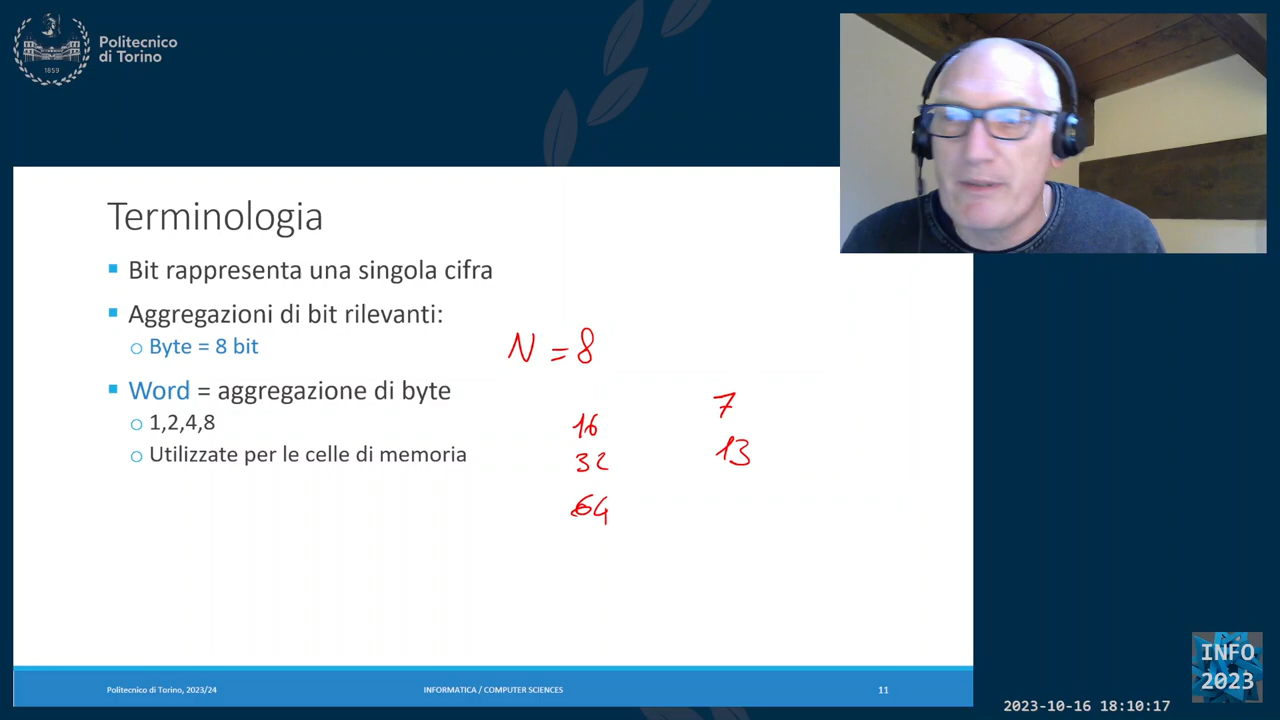 Politecnico
di Torino
1859
Terminologia
Bit rappresenta una singola cifra
Aggregazioni di bit rilevanti:
Byte = 8 bit
N = 8
Word = aggregazione di byte
1,2,4,8
Utilizzate per le celle di memoria
16
32
64
7
13
Politecnico di Torino, 2023/24
INFORMATICA / COMPUTER SCIENCES
11
INFO
2023
2023-10-16 18:10:17